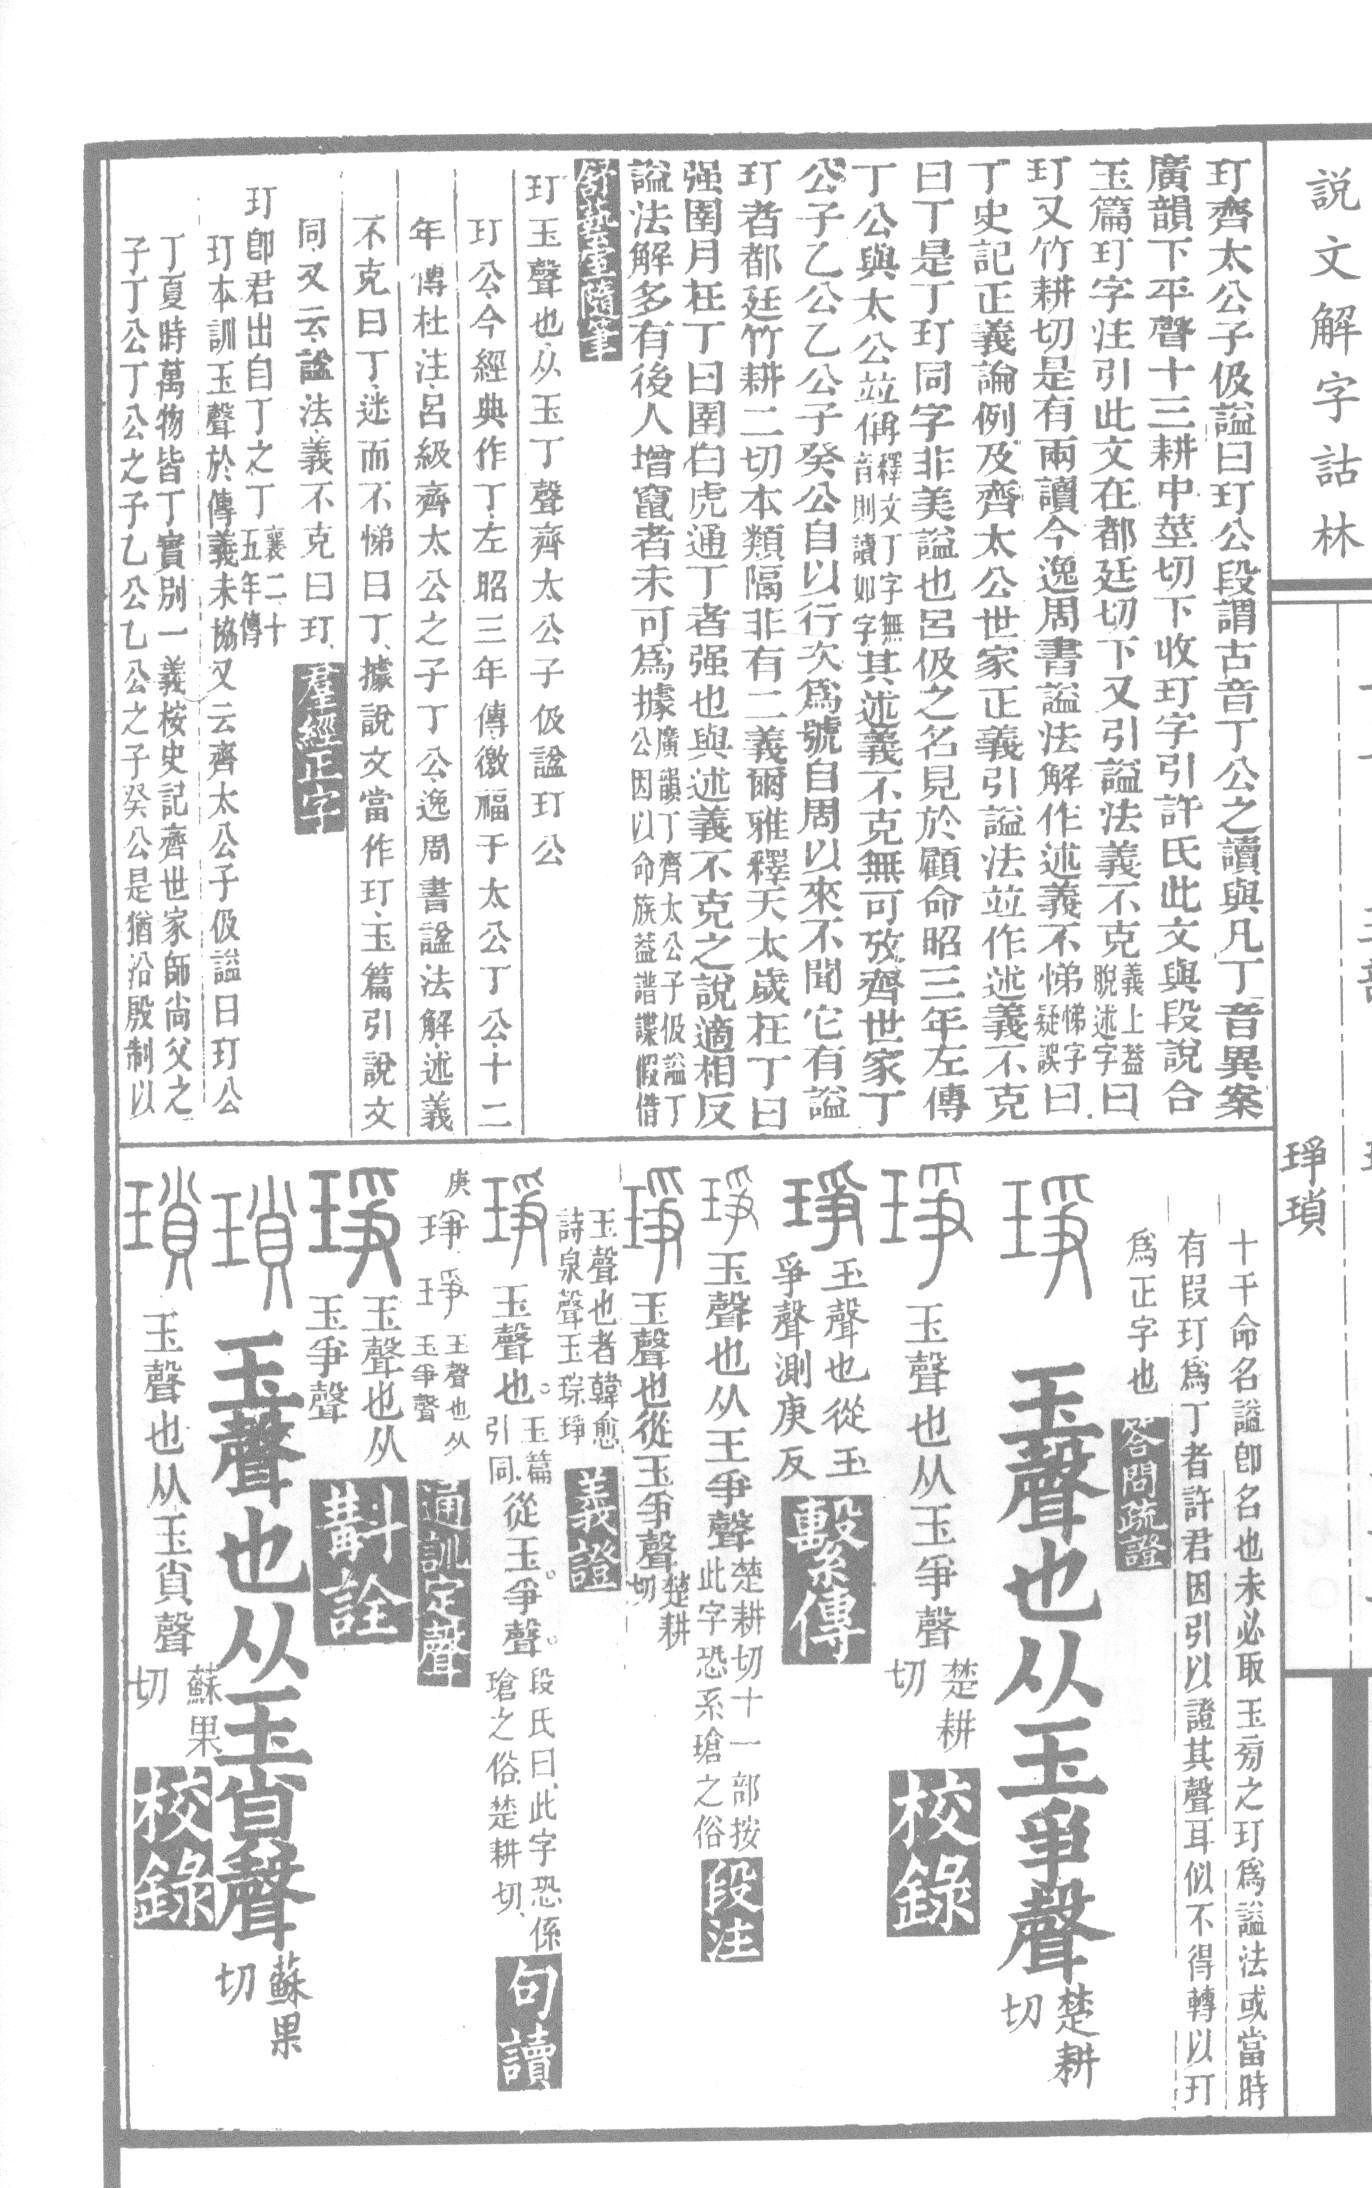 說文解字詁林
琤瑣
玎齊太公子伋謚曰玎公段謂古音丁公之讀與凡丁音異案
廣韻下平聲十三耕中莖切下收玎字引許氏此文與段說合
玉篇玎字注引此文在都廷切下又引謚法義不克義上蓋脫述字曰
玎又竹耕切是有兩讀今逸周書謚法解作述義不悌悌字疑誤曰
丁史記正義論例及齊太公世家正義引謚法並作述義不克
曰丁是丁玎同字非美謚也呂伋之名見於顧命昭三年左傳
丁公與太公並偁釋文丁字無音則讀如字其述義不克無可攷齊世家丁
公子乙公乙公子癸公自以行次爲號自周以來不聞它有謚
玎者都廷竹耕二切本類隔非有二義爾雅釋天太歲在丁曰
强圉月在丁曰圉白虎通丁者强也與述義不克之說適相反
謚法解多有後人增竄者未可爲據廣韻丁齊太公子伋謚丁公因以命族蓋譜諜假借
舒蓺室隨筆
玎玉聲也从玉丁聲齊太公子伋謚玎公
玎公今經典作丁左昭三年傳徼福于太公丁公十二
年傳杜注呂級齊太公之子丁公逸周書謚法解述義
不克曰丁迷而不悌曰丁據說文當作玎玉篇引說文
同又云謚法義不克曰玎羣經正字
玎卽君出自丁之丁襄二十五年傳
玎本訓玉聲於傳義未協又云齊太公子伋謚曰玎公
丁夏時萬物皆丁實別一義桉史記齊世家師尚父之
子丁公丁公之子乙公乙公之子癸公是猶沿殷制以
十干命名謚卽名也未必取玉旁之玎爲謚法或當時
有叚玎爲丁者許君因引以證其聲耳似不得轉以玎
爲正字也答問疏證
琤玉聲也从玉爭聲楚耕切
琤玉聲也从玉爭聲楚耕切校錄
琤玉聲也從玉爭聲測庚反繫傳
琤玉聲也从王爭聲楚耕切十一部按此字恐系瑲之俗段注
琤玉聲也從玉爭聲楚耕切
玉聲也者韓愈詩泉聲玉琮琤義證
琤玉聲也。玉篇引同。從玉爭聲。段氏曰此字恐係瑲之俗楚耕切句讀
庚琤琤玉聲也从玉爭聲通訓定聲
琤玉聲也从玉爭聲斠詮
瑣玉聲也从玉𧴪聲蘇果切
瑣玉聲也从玉𧴪聲蘇果切校錄